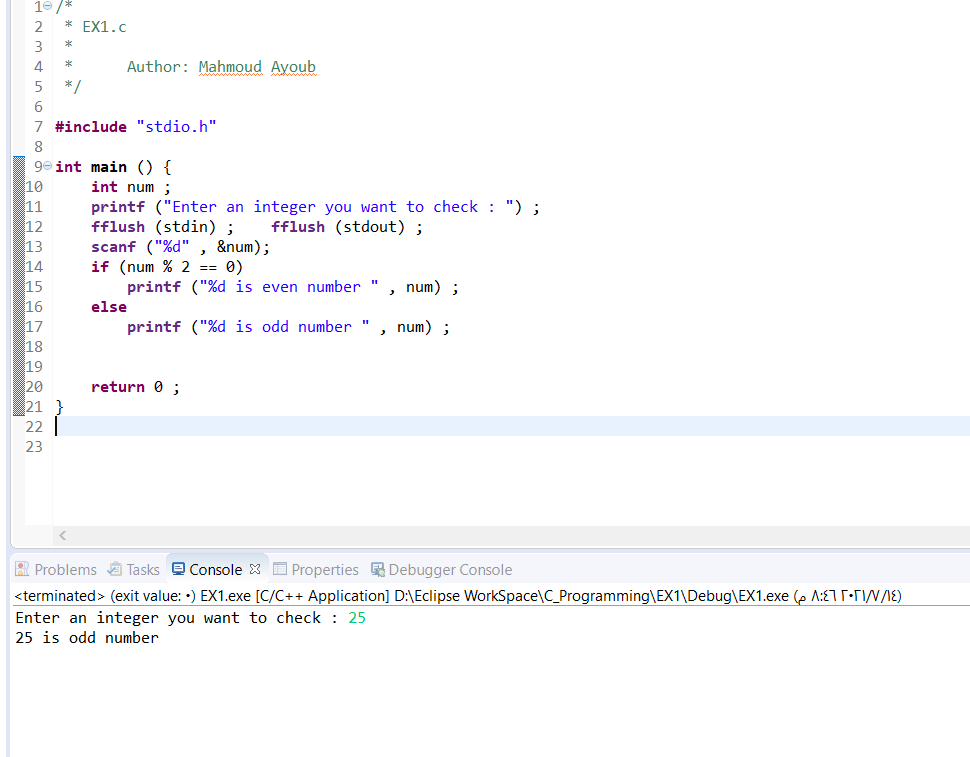 1 /*
2  * EX1.c
3  *
4  *      Author: Mahmoud Ayoub
5  */
6
7 #include "stdio.h"
8
9 int main () {
10     int num ;
11     printf ("Enter an integer you want to check : ") ;
12     fflush (stdin) ;    fflush (stdout) ;
13     scanf ("%d" , &num);
14     if (num % 2 == 0)
15         printf ("%d is even number " , num) ;
16     else
17         printf ("%d is odd number " , num) ;
18
19
20     return 0 ;
21 }
22
23
Problems Tasks Console Properties Debugger Console
<terminated> (exit value: ٠) EX1.exe [C/C++ Application] D:\Eclipse WorkSpace\C_Programming\EX1\Debug\EX1.exe (م ٨:٤٦ ٢٠٢١/٧/١٤)
Enter an integer you want to check : 25
25 is odd number